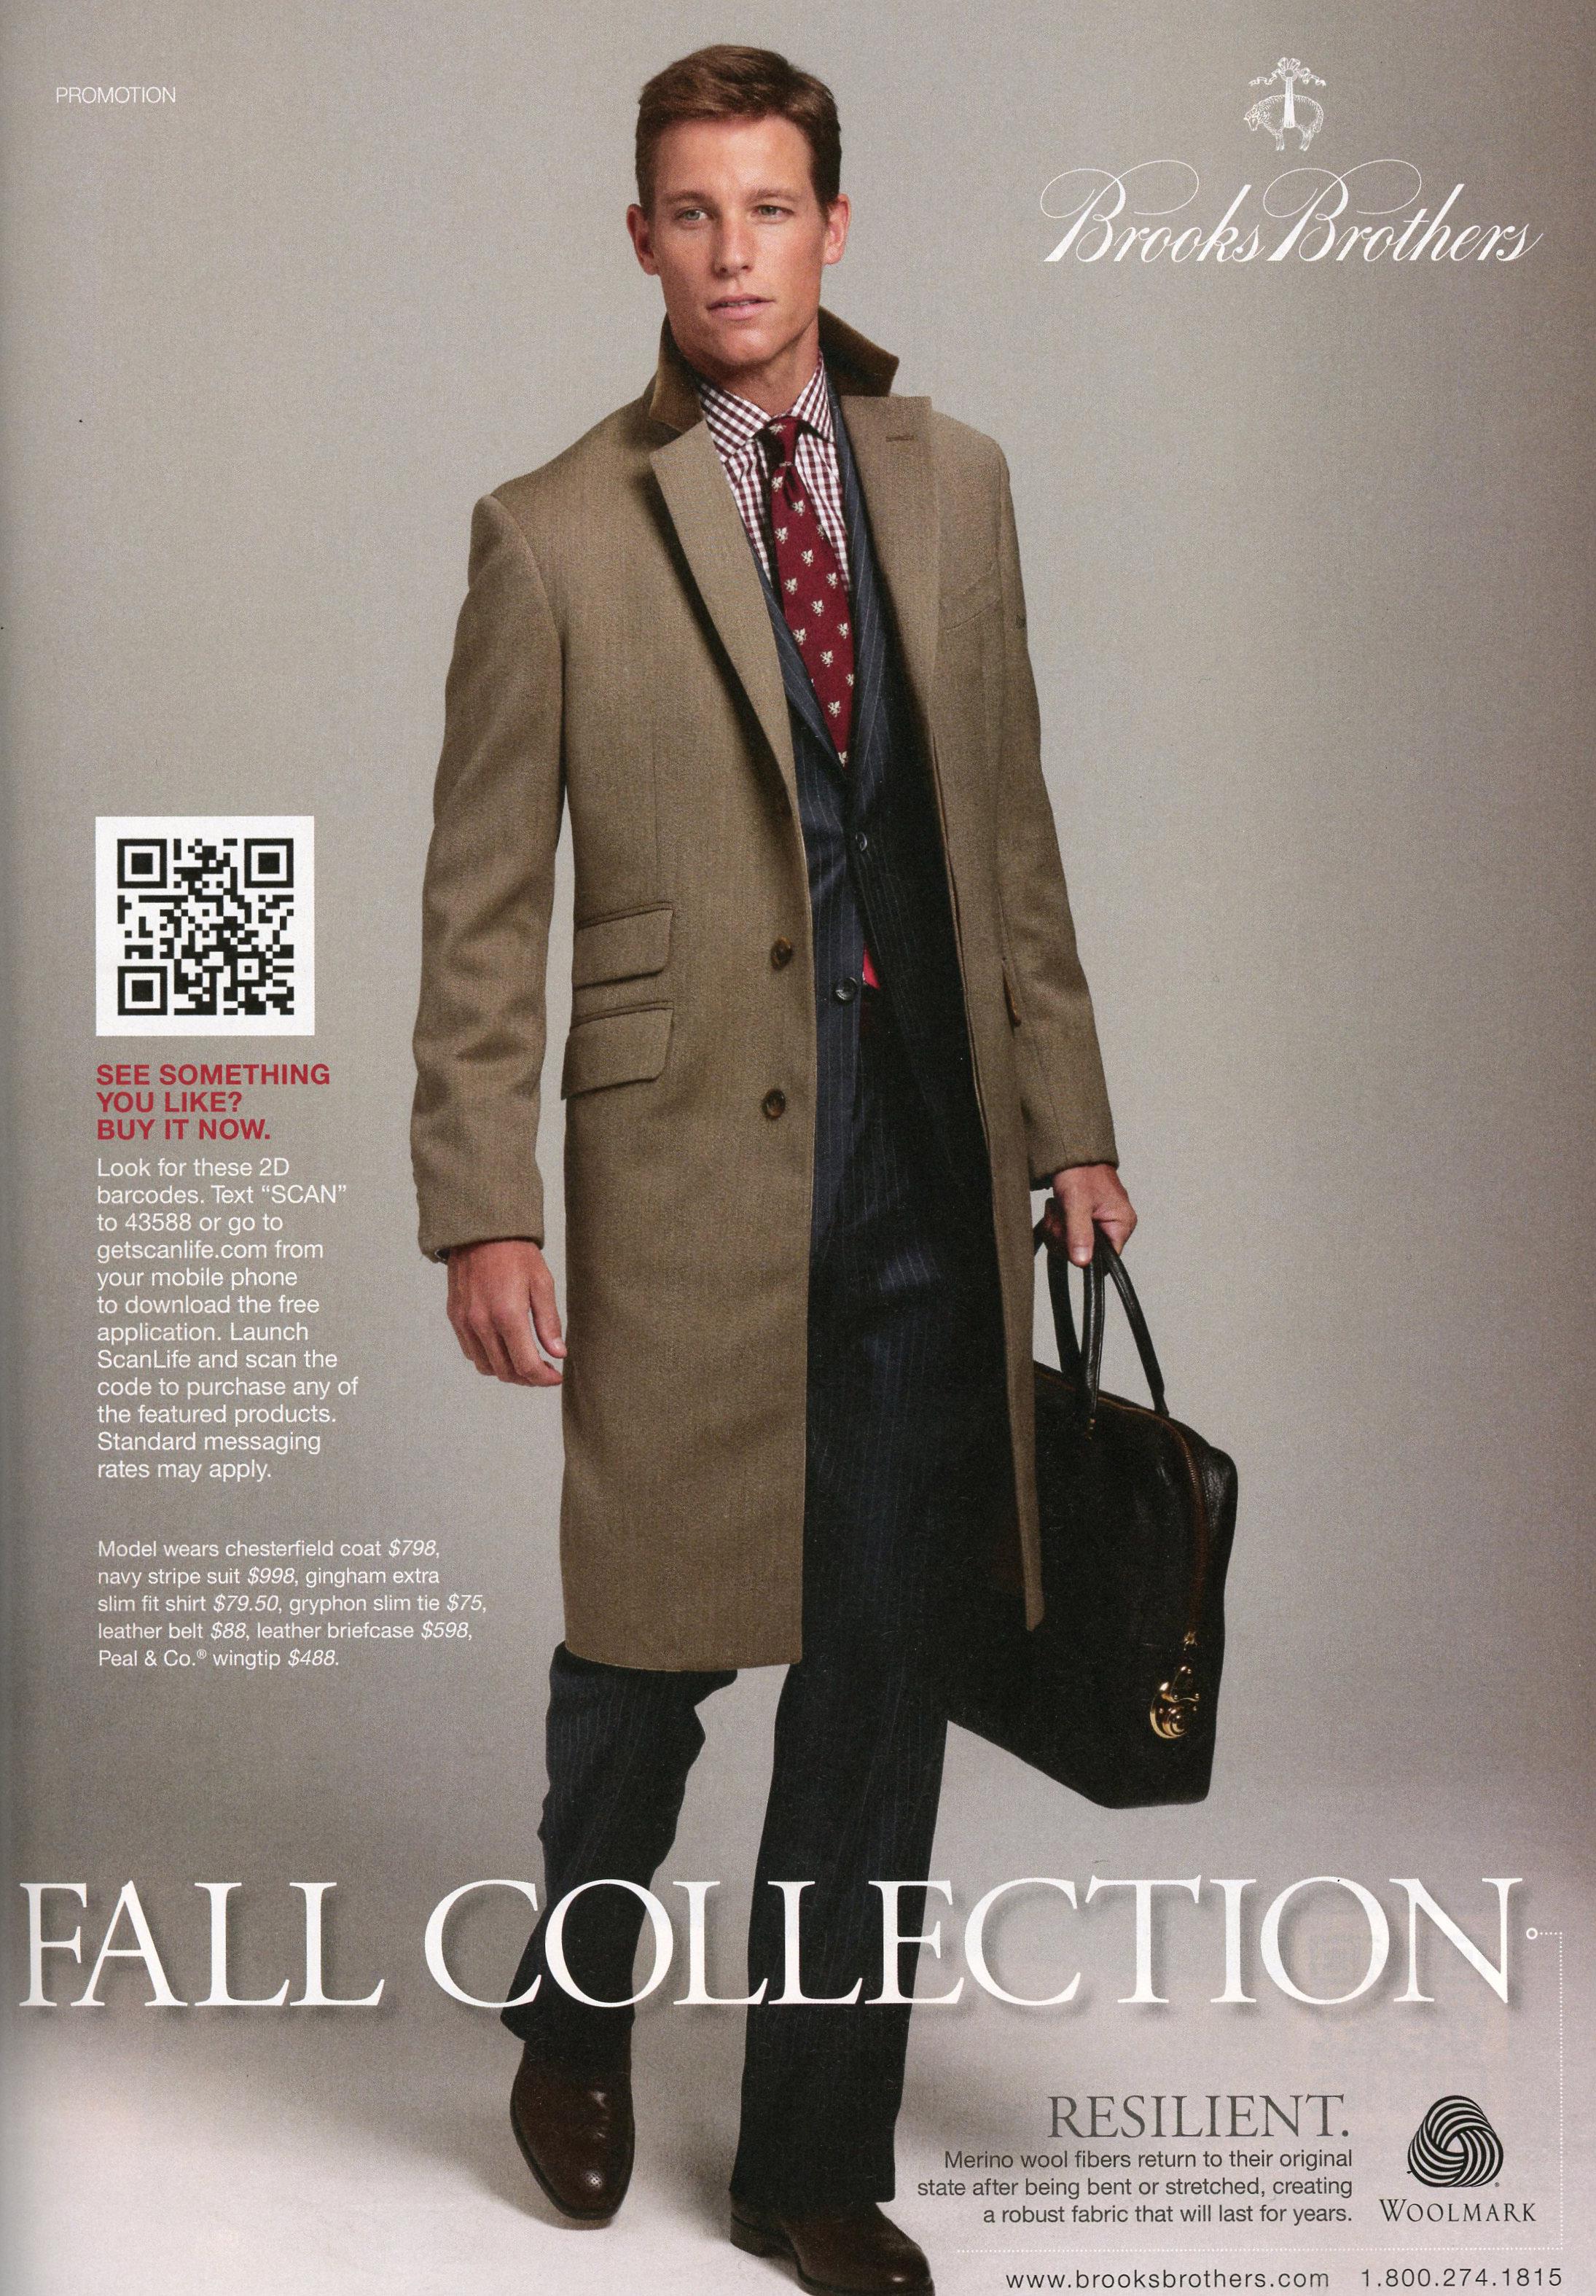 PROMOTION
Brooks Brothers
SEE SOMETHING
YOU LIKE?
BUY IT NOW.
Look for these 2D
barcodes. Text “SCAN”
to 43588 or go to
getscanlife.com from
your mobile phone
to download the free
application. Launch
ScanLife and scan the
code to purchase any of
the featured products.
Standard messaging
rates may apply.
Model wears chesterfield coat $798,
navy stripe suit $998, gingham extra
slim fit shirt $79.50, gryphon slim tie $75,
leather belt $88, leather briefcase $598,
Peal & Co.® wingtip $488.
FALL COLLECTION
RESILIENT.
Merino wool fibers return to their original
state after being bent or stretched, creating
a robust fabric that will last for years.
WOOLMARK
www.brooksbrothers.com 1.800.274.1815